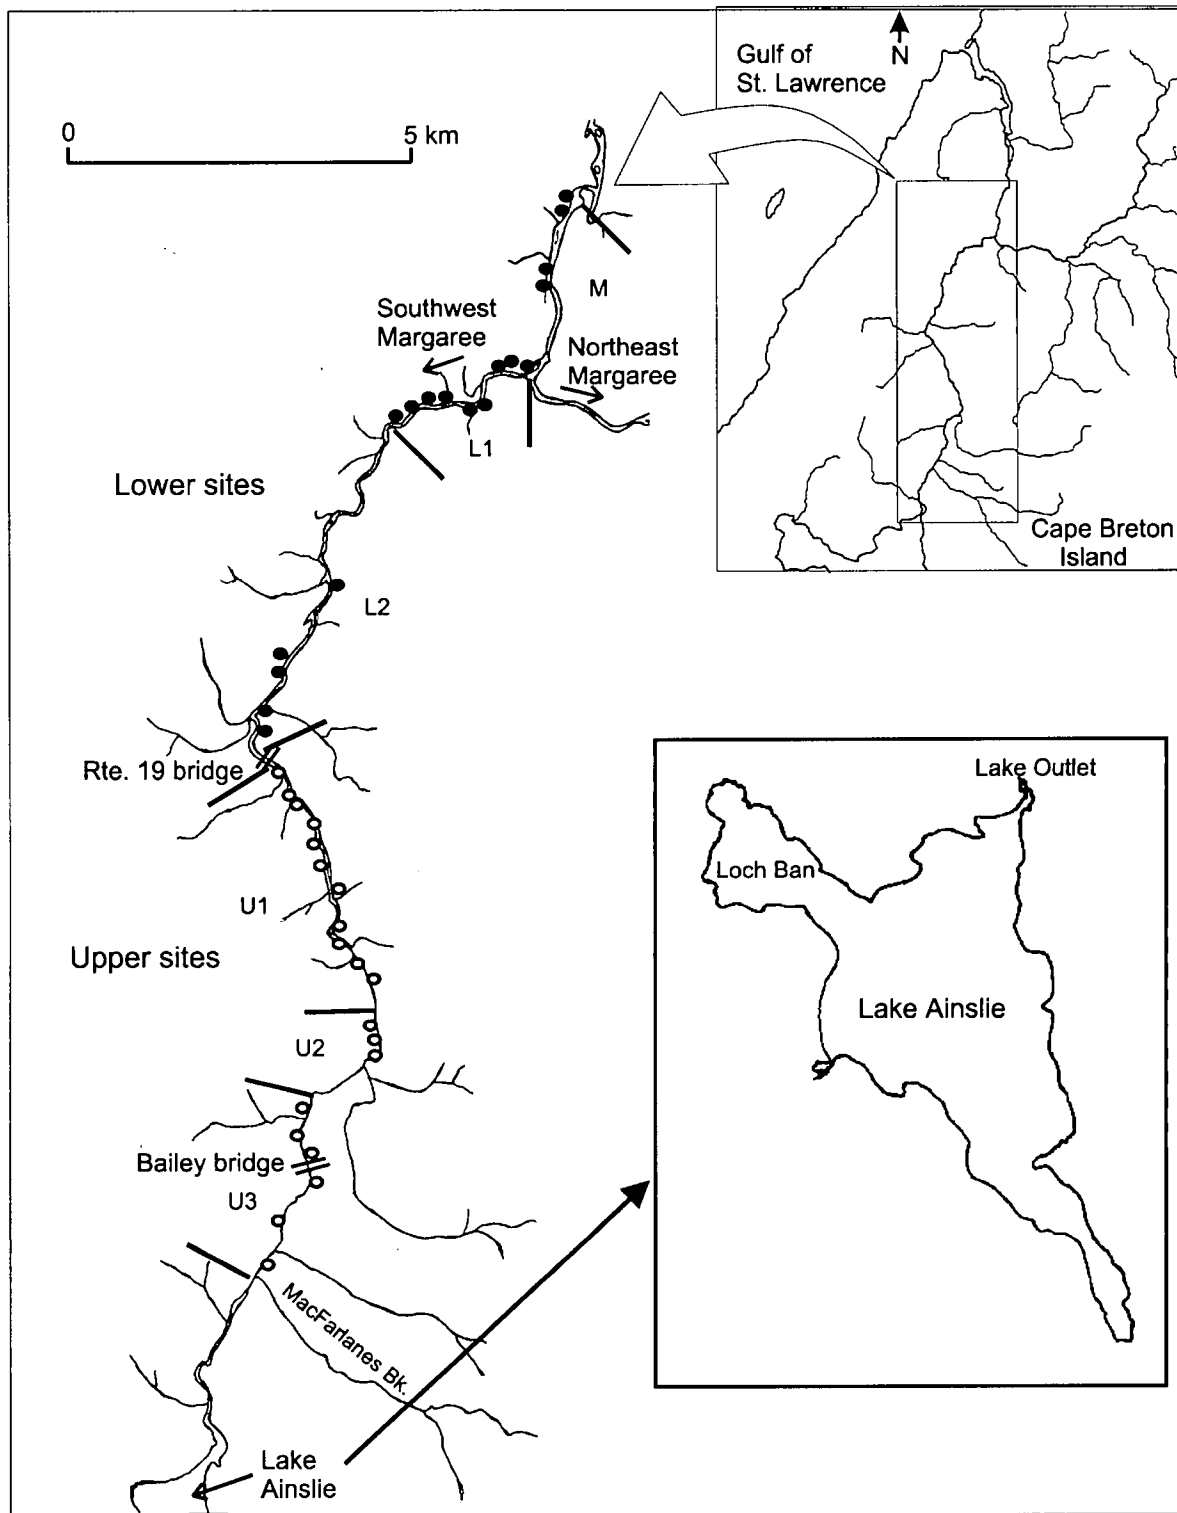 0
5 km
N
Gulf of
St. Lawrence
Cape Breton
Island
M
Southwest
Margaree
Northeast
Margaree
L1
Lower sites
L2
Rte. 19 bridge
U1
Upper sites
U2
Bailey bridge
U3
MacFarlanes Bk.
Lake
Ainslie
Lake Outlet
Loch Ban
Lake Ainslie